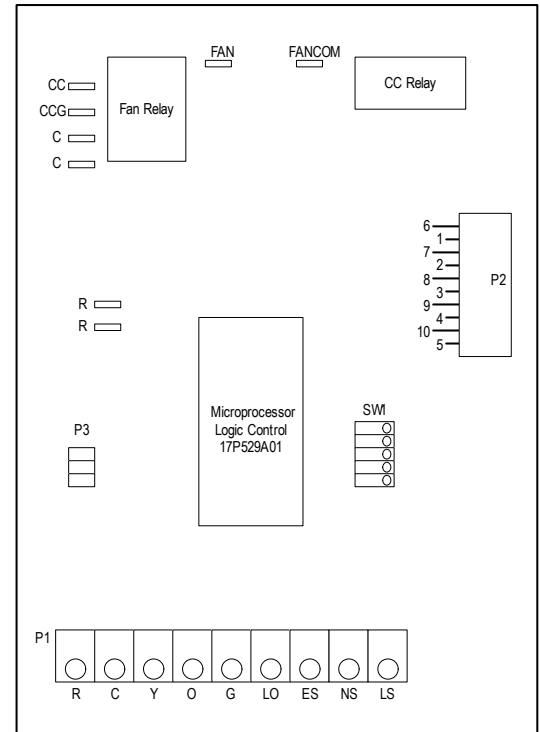 FAN
FANCOM
CC
CCG
C
C
Fan Relay
CC Relay
6
1
7
2
8
3
9
4
10
5
P2
R
R
Microprocessor
Logic Control
17P529A01
SW1
P3
P1
R C Y O G LO ES NS LS